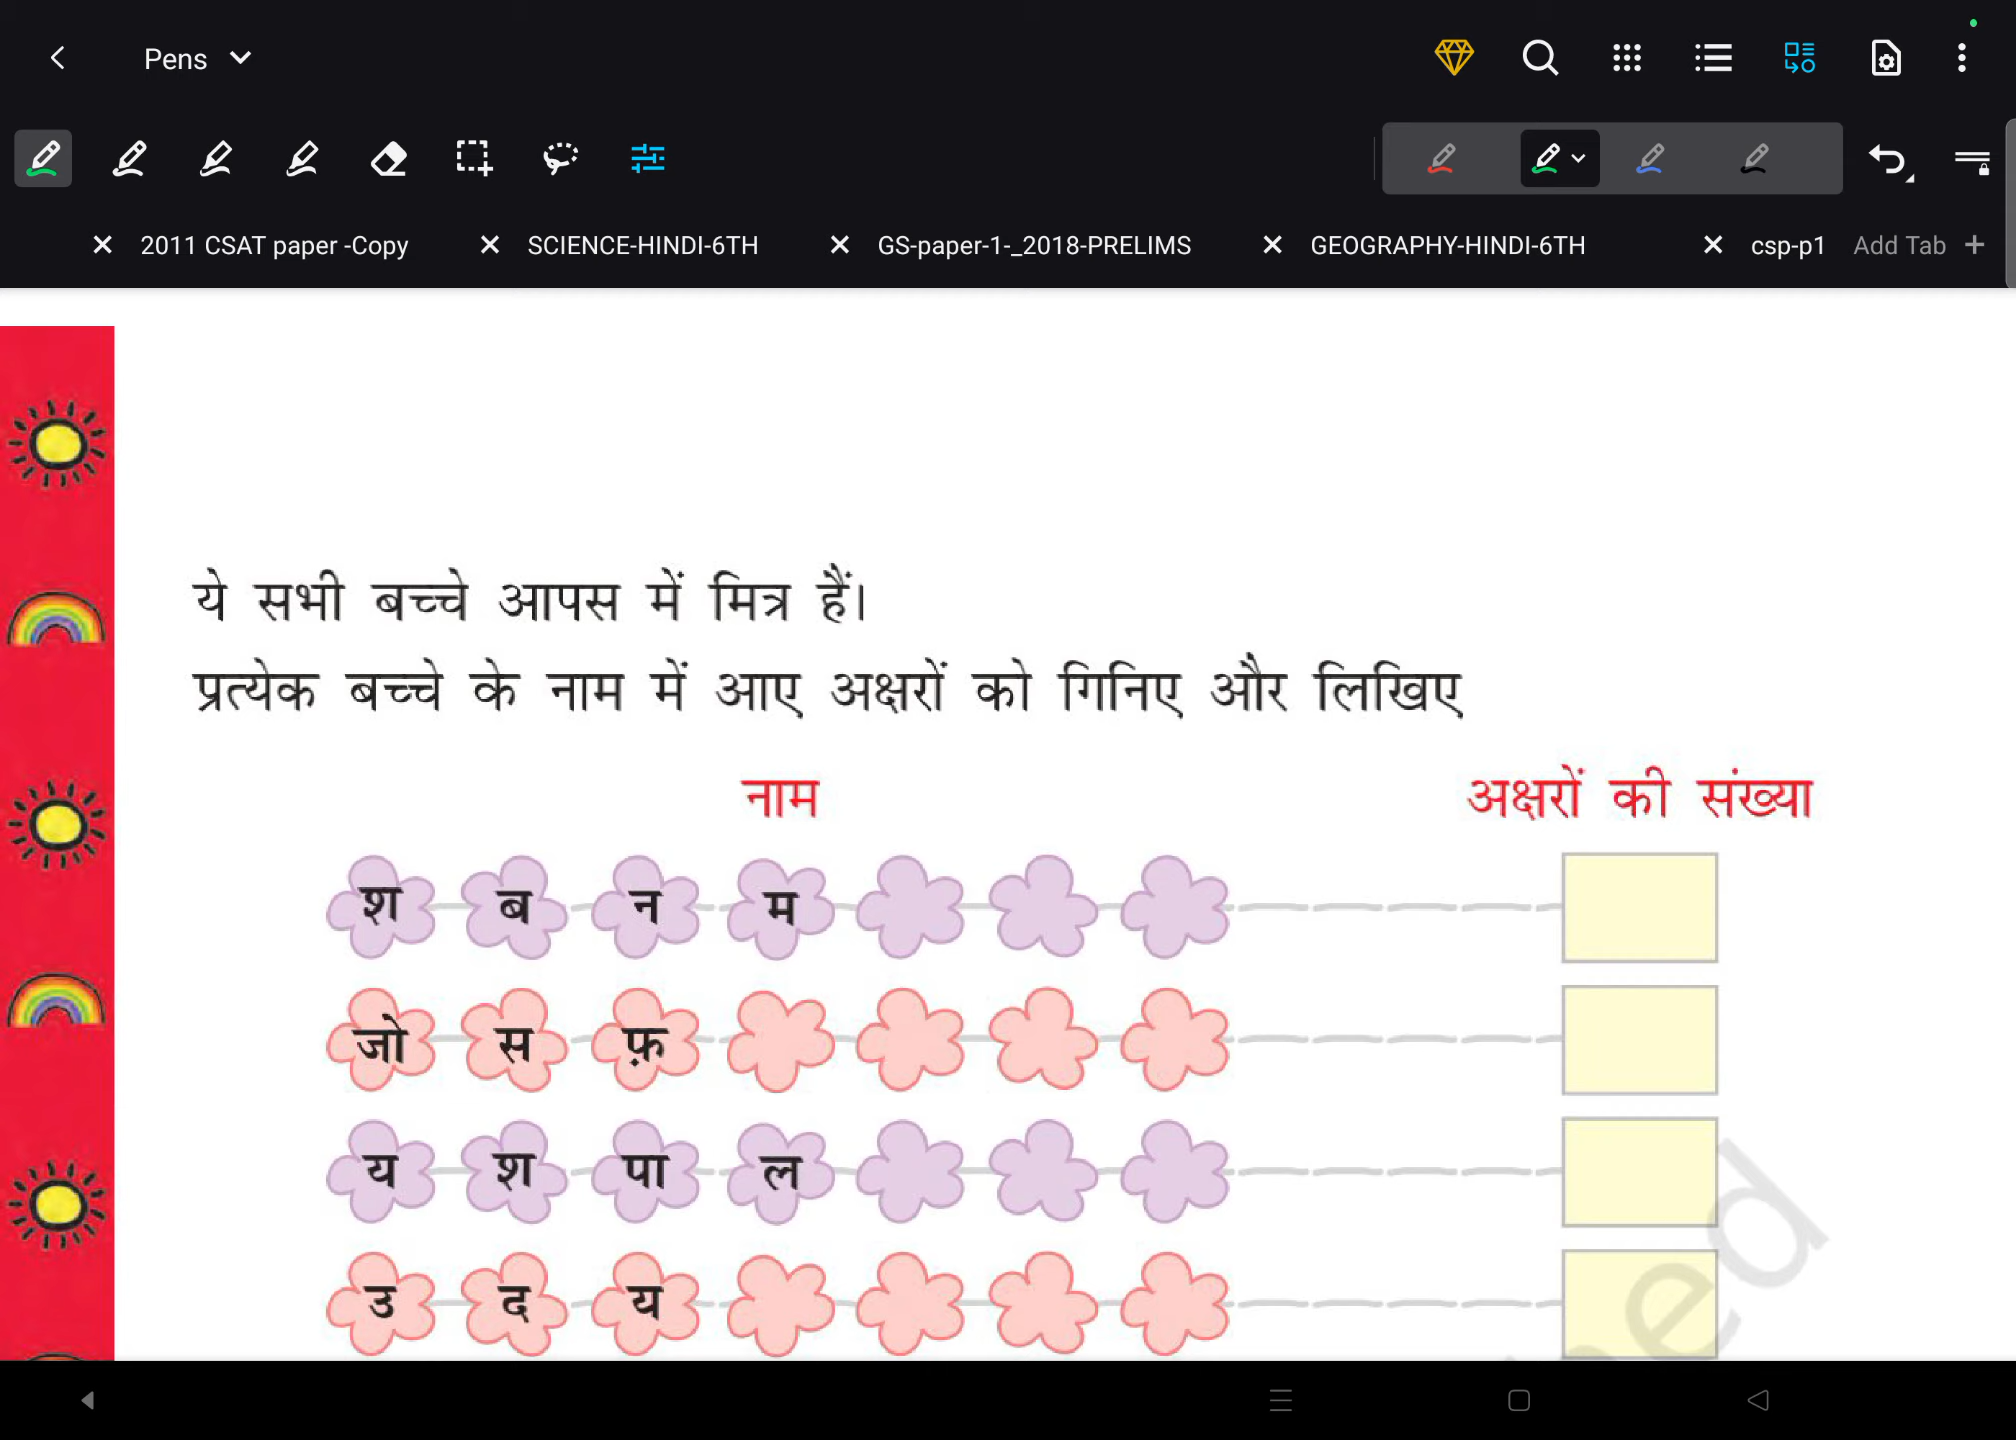 Pens
2011 CSAT paper -Copy
SCIENCE-HINDI-6TH
GS-paper-1-_2018-PRELIMS
GEOGRAPHY-HINDI-6TH
csp-p1
Add Tab +
ये सभी बच्चे आपस में मित्र हैं।
प्रत्येक बच्चे के नाम में आए अक्षरों को गिनिए और लिखिए
नाम अक्षरों की संख्या
श ब न म
जो स फ़
य श पा ल
उ द य